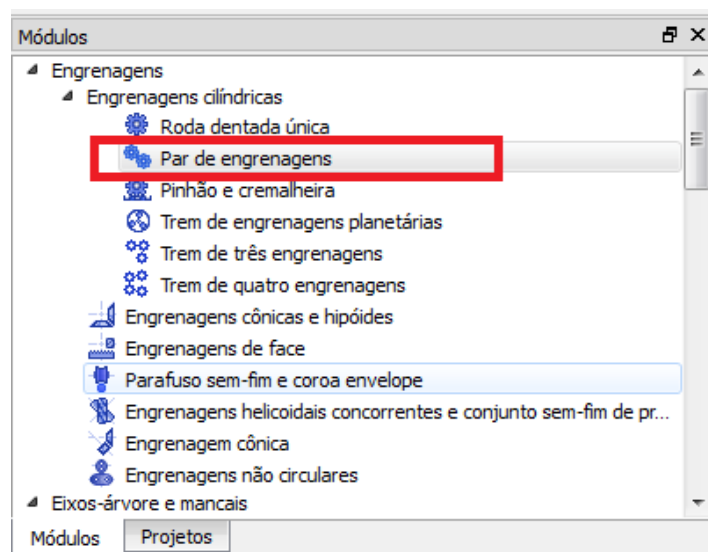 Módulos
Engrenagens
Engrenagens cilíndricas
Roda dentada única
Par de engrenagens
Pinhão e cremalheira
Trem de engrenagens planetárias
Trem de três engrenagens
Trem de quatro engrenagens
Engrenagens cônicas e hipóides
Engrenagens de face
Parafuso sem-fim e coroa envelope
Engrenagens helicoidais concorrentes e conjunto sem-fim de pr...
Engrenagem cônica
Engrenagens não circulares
Eixos-árvore e mancais
Módulos Projetos